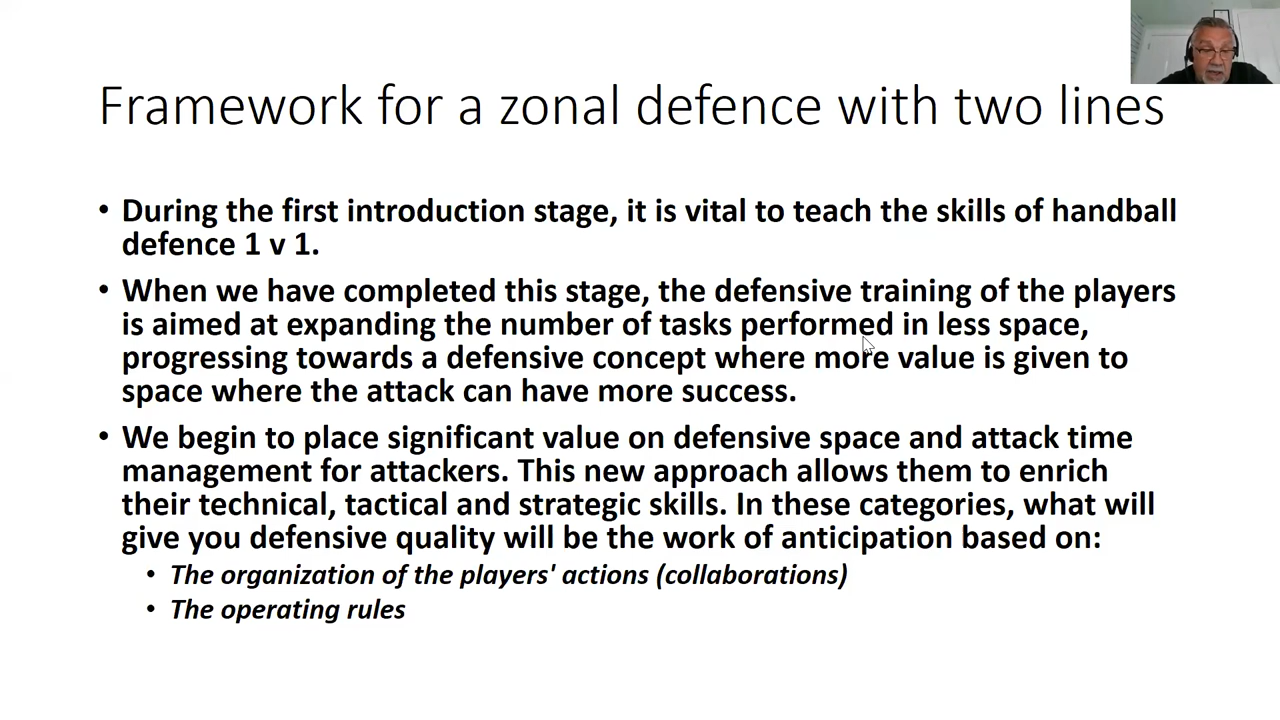 Framework for a zonal defence with two lines
• During the first introduction stage, it is vital to teach the skills of handball
defence 1 v 1.
• When we have completed this stage, the defensive training of the players
is aimed at expanding the number of tasks performed in less space,
progressing towards a defensive concept where more value is given to
space where the attack can have more success.
• We begin to place significant value on defensive space and attack time
management for attackers. This new approach allows them to enrich
their technical, tactical and strategic skills. In these categories, what will
give you defensive quality will be the work of anticipation based on:
• The organization of the players' actions (collaborations)
• The operating rules